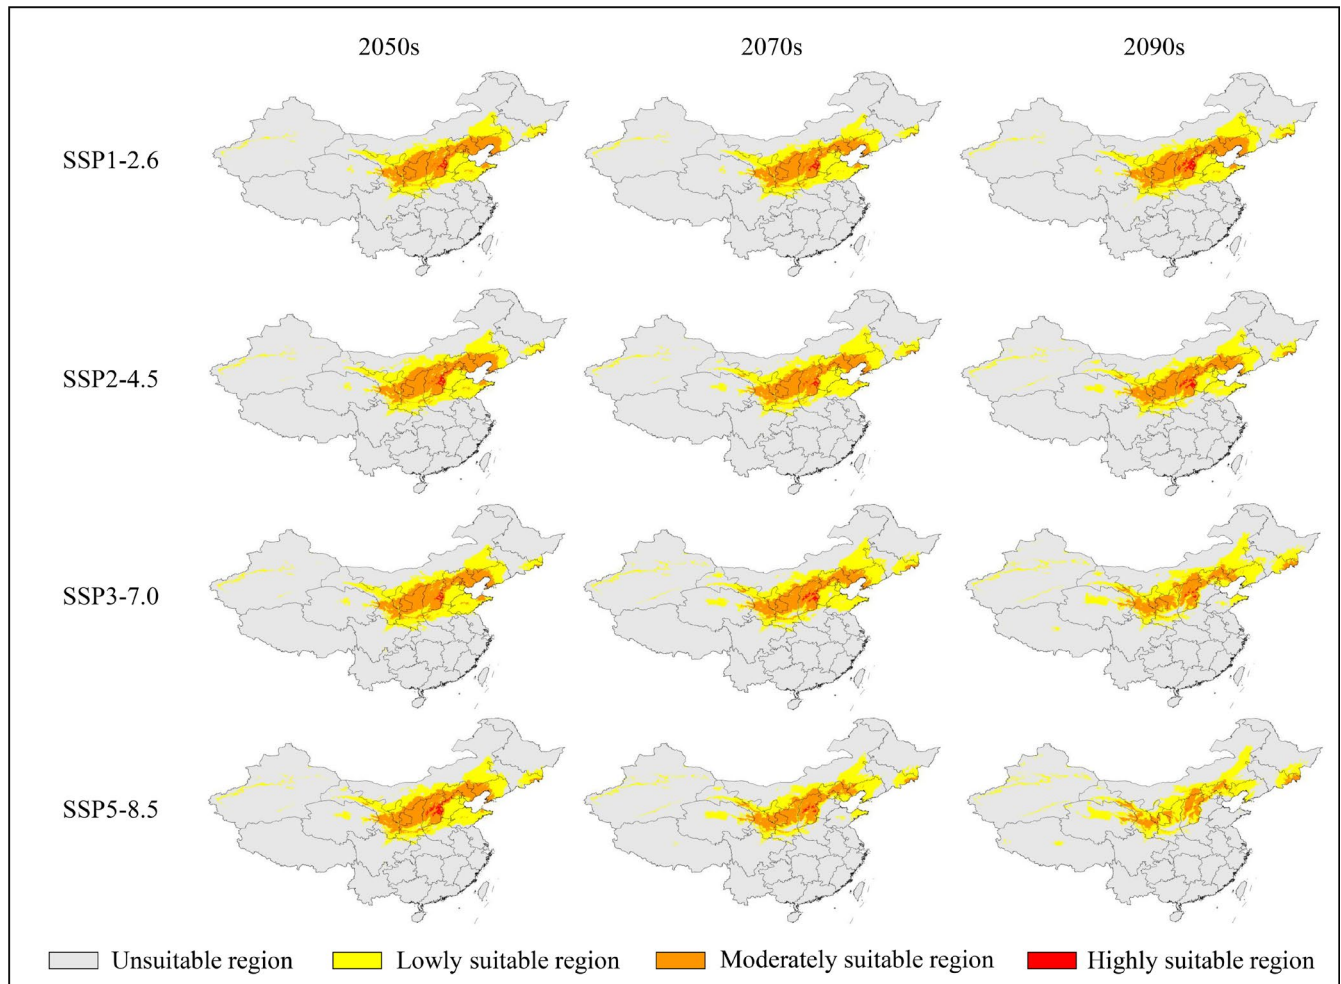 2050s 2070s 2090s
SSP1-2.6
SSP2-4.5
SSP3-7.0
SSP5-8.5
Unsuitable region Lowly suitable region Moderately suitable region Highly suitable region